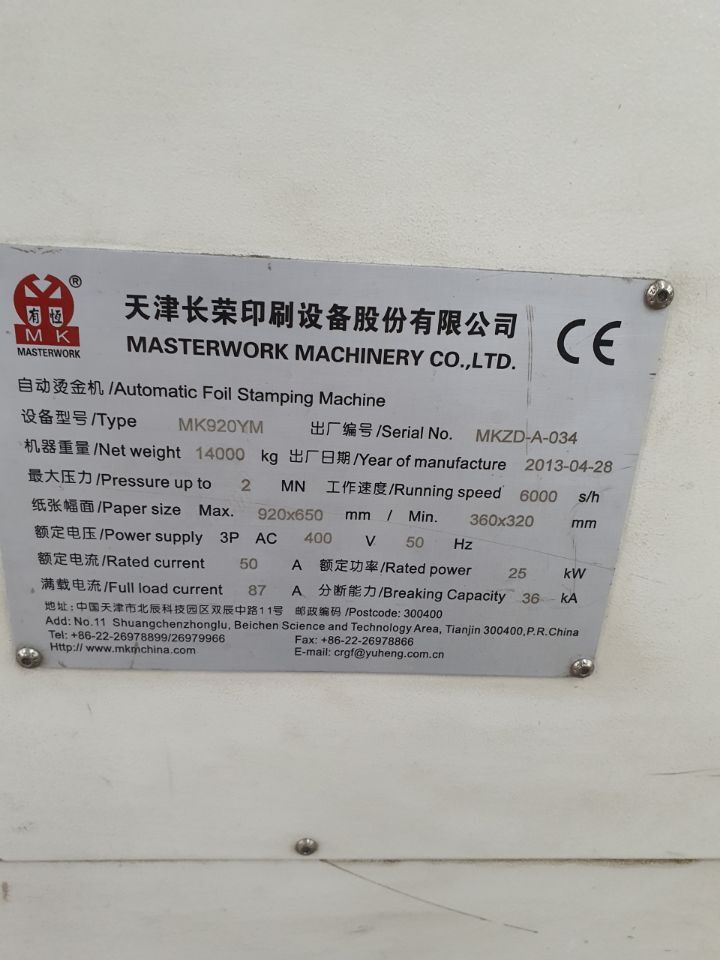 有恆
MK
MASTERWORK
®
天津长荣印刷设备股份有限公司
MASTERWORK MACHINERY CO.,LTD.
CE
自动烫金机/Automatic Foil Stamping Machine
设备型号/Type MK920YM 出厂编号/Serial No. MKZD-A-034
机器重量/Net weight 14000 kg 出厂日期/Year of manufacture 2013-04-28
最大压力/Pressure up to 2 MN 工作速度/Running speed 6000 s/h
纸张幅面/Paper size Max. 920x650 mm / Min. 360x320 mm
额定电压/Power supply 3P AC 400 V 50 Hz
额定电流/Rated current 50 A 额定功率/Rated power 25 kW
满载电流/Full load current 87 A 分断能力/Breaking Capacity 36 kA
地址: 中国天津市北辰科技园区双辰中路11号 邮政编码/Postcode: 300400
Add: No.11 Shuangchenzhonglu, Beichen Science and Technology Area, Tianjin 300400,P.R.China
Tel: +86-22-26978899/26979966 Fax: +86-22-26978866
Http:// www.mkmchina.com E-mail: crgf@yuheng.com.cn